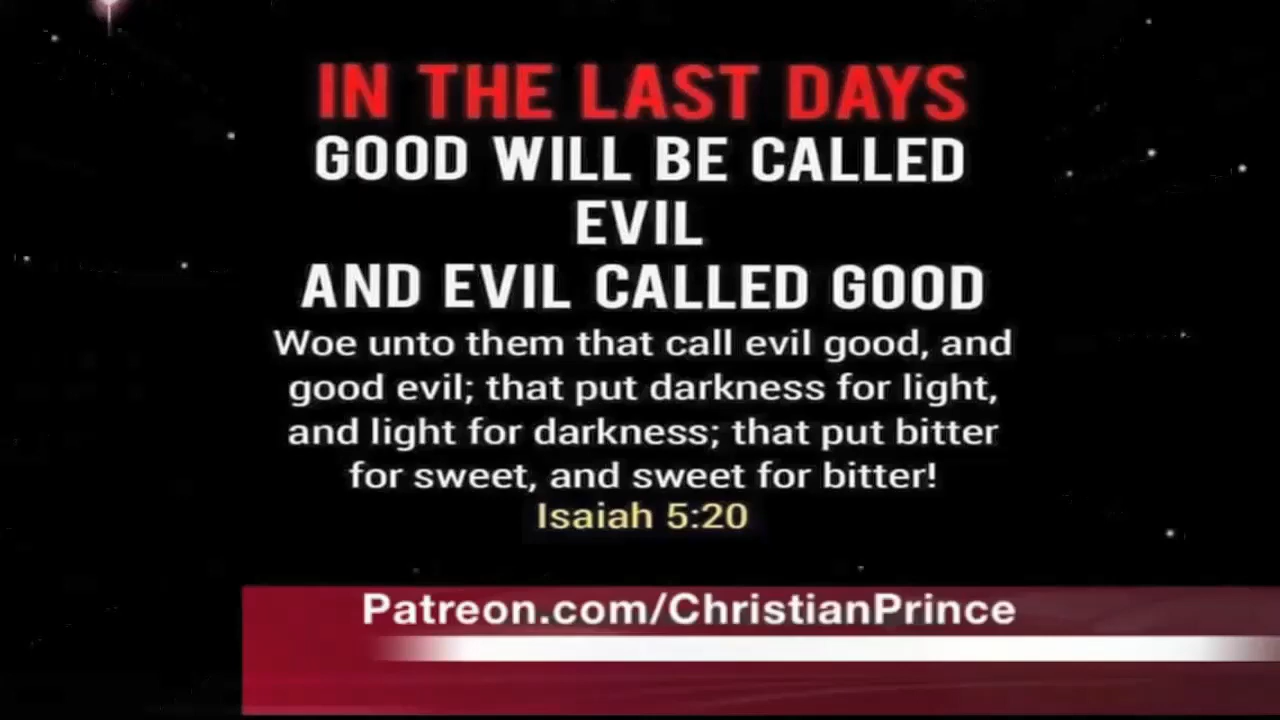 IN THE LAST DAYS
GOOD WILL BE CALLED
EVIL
AND EVIL CALLED GOOD
Woe unto them that call evil good, and
good evil; that put darkness for light,
and light for darkness; that put bitter
for sweet, and sweet for bitter!
Isaiah 5:20
Patreon.com/ChristianPrince